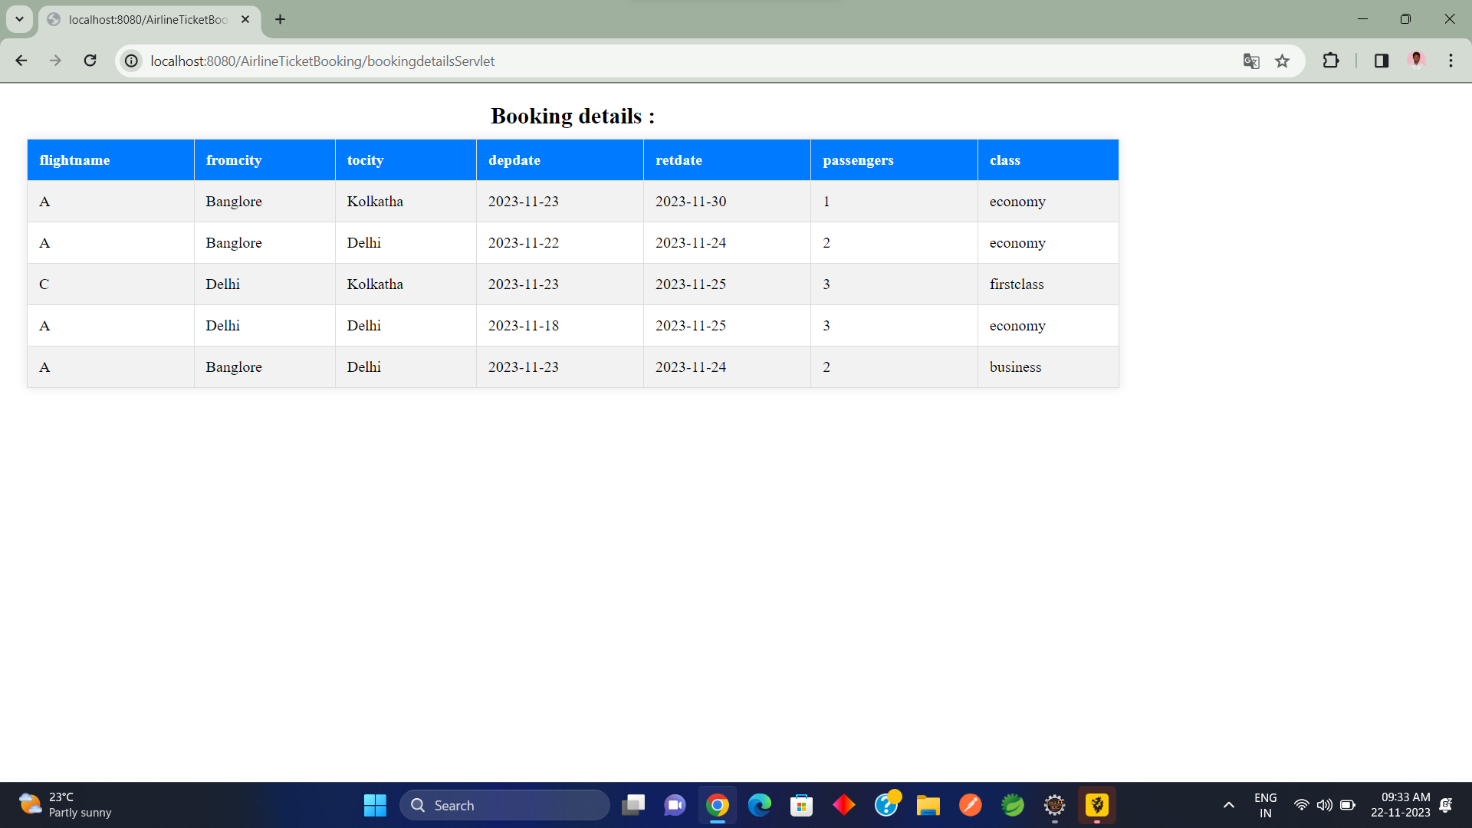 localhost:8080/AirlineTicketBoo
localhost:8080/AirlineTicketBooking/bookingdetailsServlet
Booking details :
flightname fromcity tocity depdate retdate passengers class
A Banglore Kolkatha 2023-11-23 2023-11-30 1 economy
A Banglore Delhi 2023-11-22 2023-11-24 2 economy
C Delhi Kolkatha 2023-11-23 2023-11-25 3 firstclass
A Delhi Delhi 2023-11-18 2023-11-25 3 economy
A Banglore Delhi 2023-11-23 2023-11-24 2 business
23°C
Partly sunny
Search
ENG
IN
09:33 AM
22-11-2023